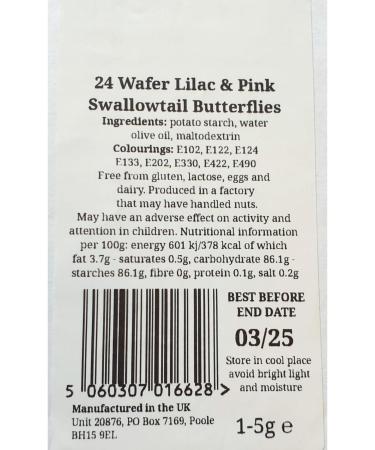 24 Wafer Lilac & Pink
Swallowtail Butterflies
Ingredients: potato starch, water
olive oil, maltodextrin
Colourings: E102, E122, E124
E133, E202, E330, E422, E490
Free from gluten, lactose, eggs and
dairy. Produced in a factory
that may have handled nuts.
May have an adverse effect on activity and
attention in children. Nutritional information
per 100g: energy 601 kj/378 kcal of which
fat 3.7g - saturates 0.5g, carbohydrate 86.1g -
starches 86.1g, fibre 0g, protein 0.1g, salt 0.2g
BEST BEFORE
END DATE
03/25
Store in cool place
avoid bright light
and moisture
5 060307 016628 >
Manufactured in the UK
Unit 20876, PO Box 7169, Poole
BH15 9EL
1-5g e